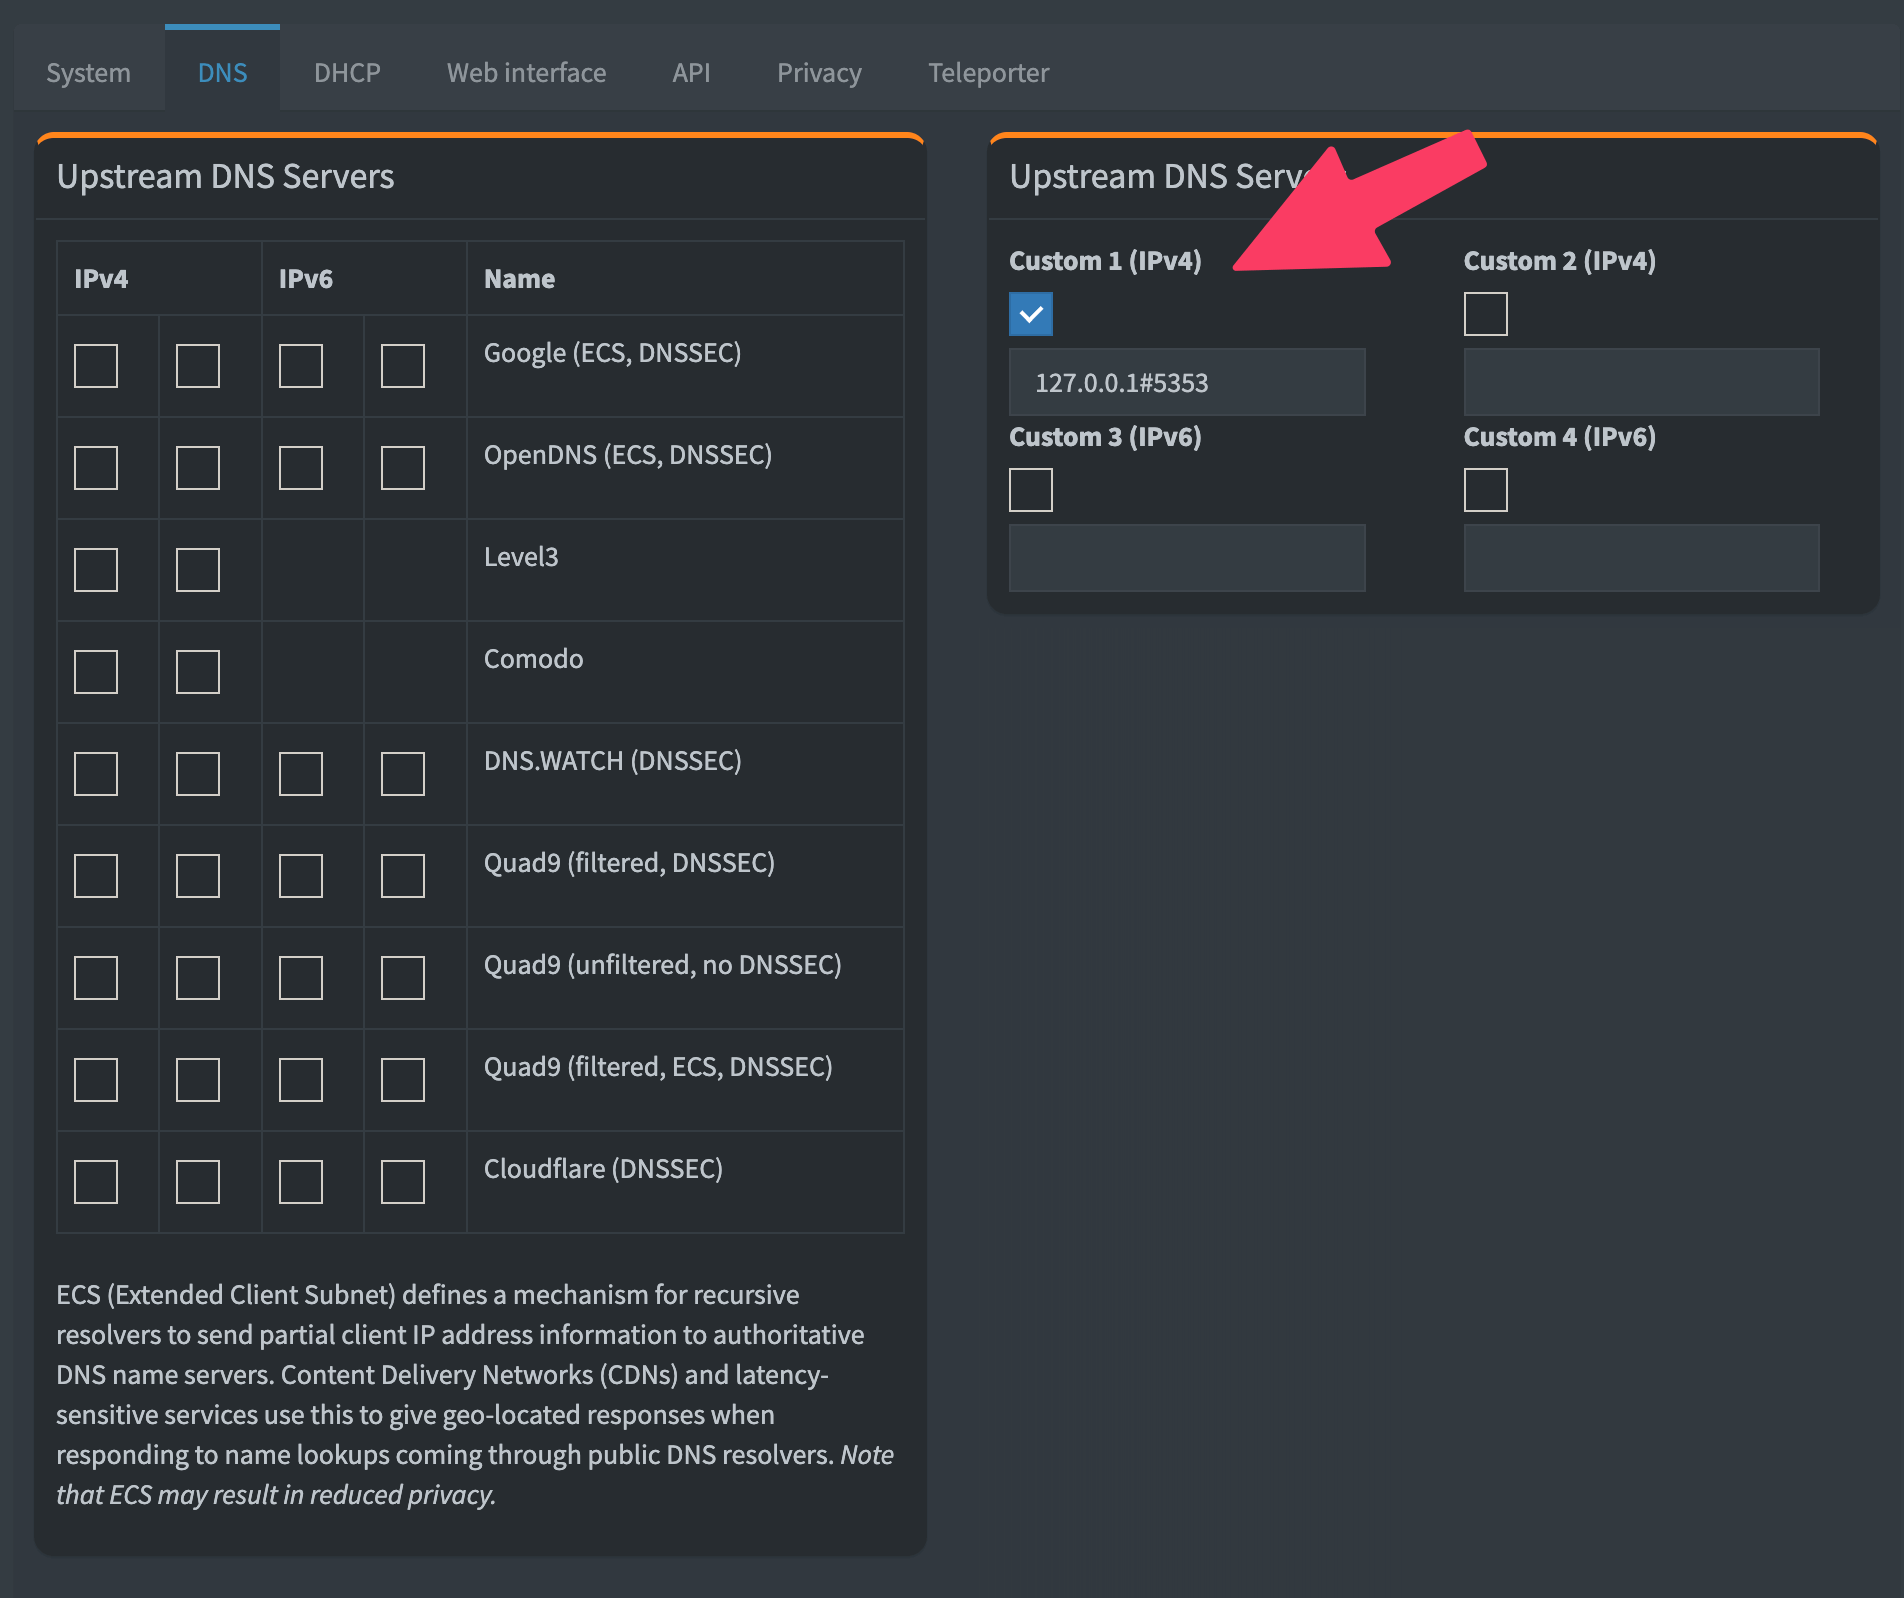 System DNS DHCP Web interface API Privacy Teleporter
Upstream DNS Servers
IPv4 IPv6 Name
Google (ECS, DNSSEC)
OpenDNS (ECS, DNSSEC)
Level3
Comodo
DNS.WATCH (DNSSEC)
Quad9 (filtered, DNSSEC)
Quad9 (unfiltered, no DNSSEC)
Quad9 (filtered, ECS, DNSSEC)
Cloudflare (DNSSEC)
ECS (Extended Client Subnet) defines a mechanism for recursive
resolvers to send partial client IP address information to authoritative
DNS name servers. Content Delivery Networks (CDNs) and latency-
sensitive services use this to give geo-located responses when
responding to name lookups coming through public DNS resolvers. Note
that ECS may result in reduced privacy.
Upstream DNS
Custom 1 (IPv4) Custom 2 (IPv4)
127.0.0.1#5353
Custom 3 (IPv6) Custom 4 (IPv6)